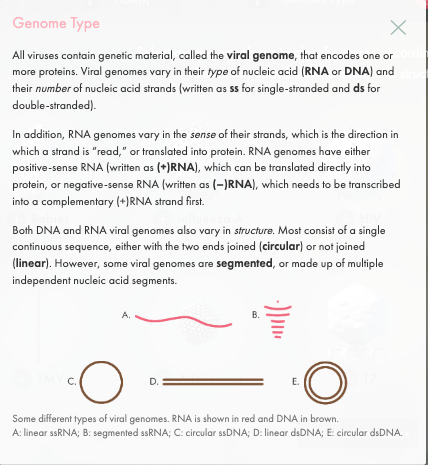 Genome Type
All viruses contain genetic material, called the viral genome, that encodes one or
more proteins. Viral genomes vary in their type of nucleic acid (RNA or DNA) and
their number of nucleic acid strands (written as ss for single-stranded and ds for
double-stranded).
In addition, RNA genomes vary in the sense of their strands, which is the direction in
which a strand is “read,” or translated into protein. RNA genomes have either
positive-sense RNA (written as (+)RNA), which can be translated directly into
protein, or negative-sense RNA (written as (–)RNA), which needs to be transcribed
into a complementary (+)RNA strand first.
Both DNA and RNA viral genomes also vary in structure. Most consist of a single
continuous sequence, either with the two ends joined (circular) or not joined
(linear). However, some viral genomes are segmented, or made up of multiple
independent nucleic acid segments.
A. B.
C. D. E.
Some different types of viral genomes. RNA is shown in red and DNA in brown.
A: linear ssRNA; B: segmented ssRNA; C: circular ssDNA; D: linear dsDNA; E: circular dsDNA.